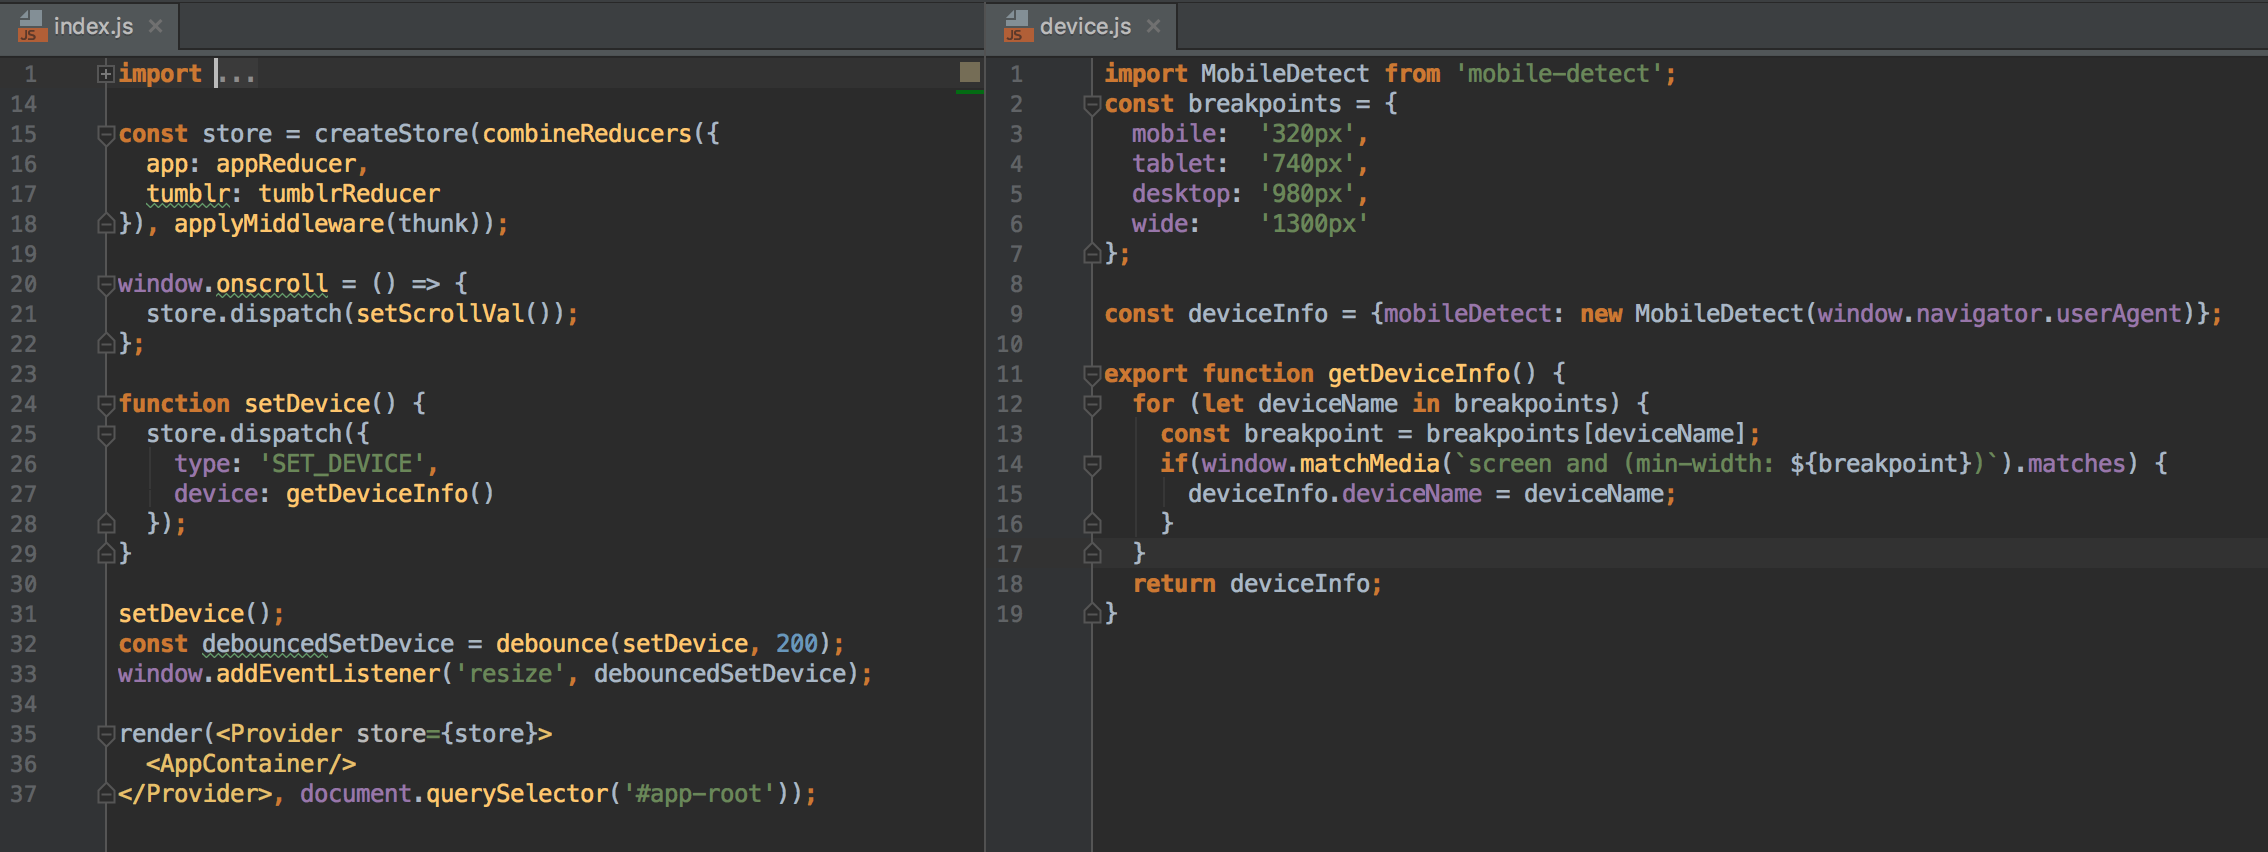 index.js
1 import ...
14
15 const store = createStore(combineReducers({
16   app: appReducer,
17   tumblr: tumblrReducer
18 }), applyMiddleware(thunk));
19
20 window.onscroll = () => {
21   store.dispatch(setScrollVal());
22 };
23
24 function setDevice() {
25   store.dispatch({
26     type: 'SET_DEVICE',
27     device: getDeviceInfo()
28   });
29 }
30
31 setDevice();
32 const debouncedSetDevice = debounce(setDevice, 200);
33 window.addEventListener('resize', debouncedSetDevice);
34
35 render(<Provider store={store}>
36   <AppContainer/>
37 </Provider>, document.querySelector('#app-root'));
device.js
1 import MobileDetect from 'mobile-detect';
2 const breakpoints = {
3   mobile:  '320px',
4   tablet:  '740px',
5   desktop: '980px',
6   wide:    '1300px'
7 };
8
9 const deviceInfo = {mobileDetect: new MobileDetect(window.navigator.userAgent)};
10
11 export function getDeviceInfo() {
12   for (let deviceName in breakpoints) {
13     const breakpoint = breakpoints[deviceName];
14     if(window.matchMedia(`screen and (min-width: ${breakpoint})`).matches) {
15       deviceInfo.deviceName = deviceName;
16     }
17   }
18   return deviceInfo;
19 }